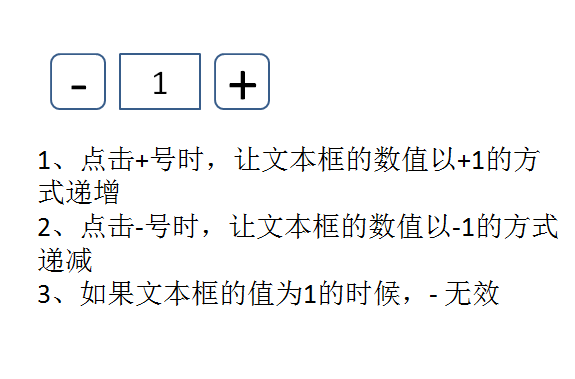 - 1 +
1、点击+号时，让文本框的数值以+1的方
式递增
2、点击-号时，让文本框的数值以-1的方式
递减
3、如果文本框的值为1的时候，- 无效